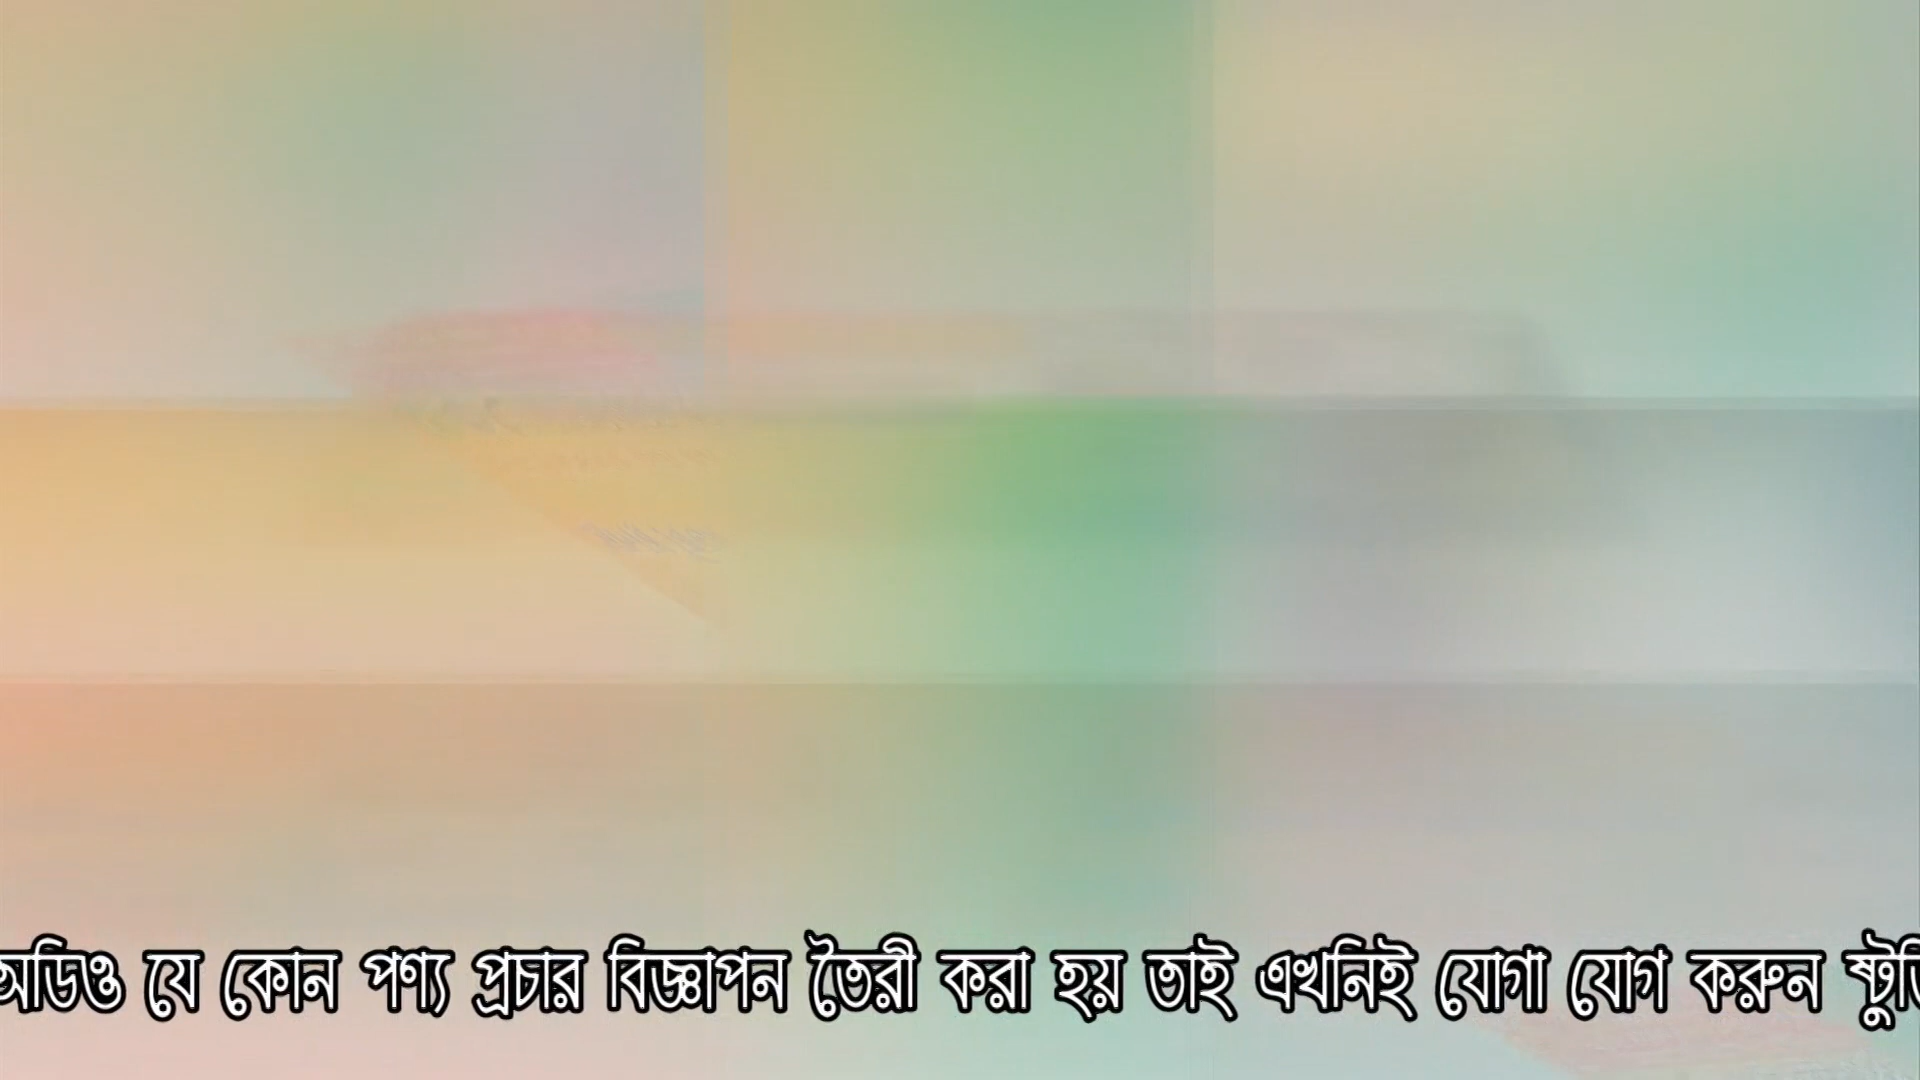 অডিও যে কোন পণ্য প্রচার বিজ্ঞাপন তৈরী করা হয় তাই এখনিই যোগা যোগ করুন